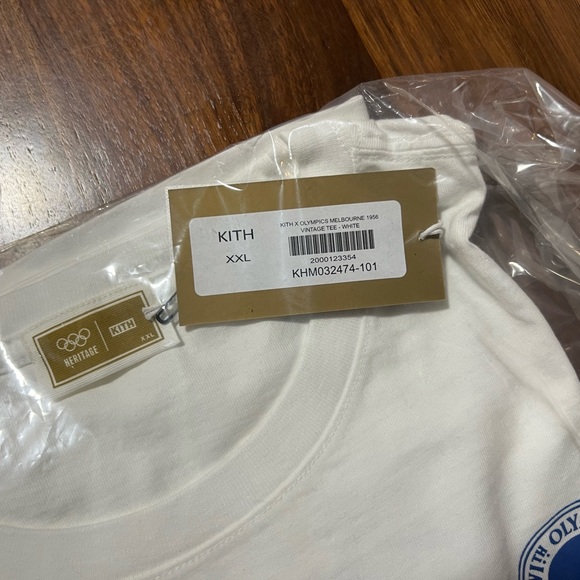 KITH
XXL
KITH X OLYMPICS MELBOURNE 1956
VINTAGE TEE - WHITE
2000123354
KHM032474-101
HERITAGE
KITH
XXL